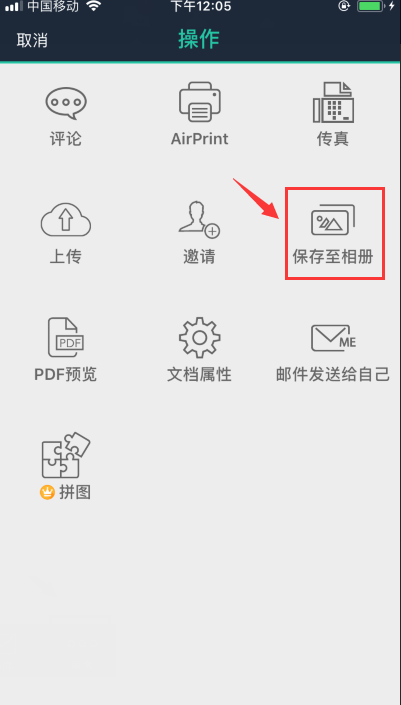 中国移动 下午12:05
取消 操作
评论 AirPrint 传真
上传 邀请 保存至相册
PDF
ME
PDF预览 文档属性 邮件发送给自己
拼图